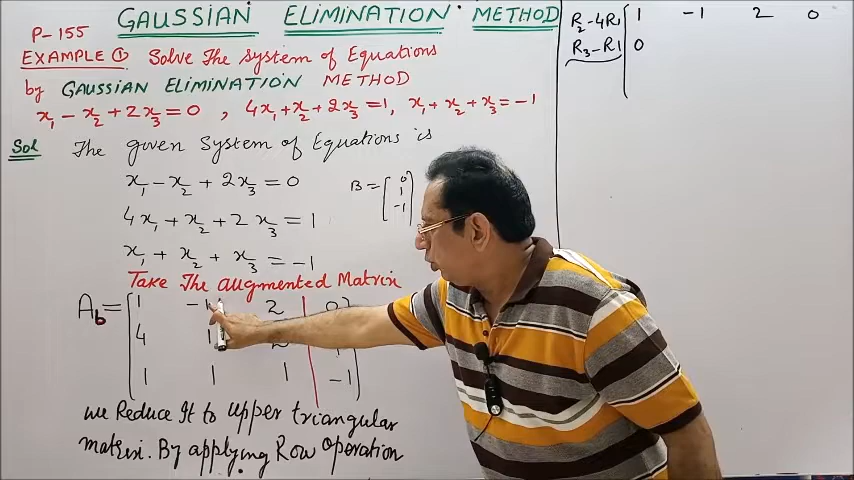 GAUSSIAN ELIMINATION METHOD
P-155
EXAMPLE ① Solve The System of Equations
by GAUSSIAN ELIMINATION METHOD
x₁ - x₂ + 2x₃ = 0 , 4x₁ + x₂ + 2x₃ = 1, x₁ + x₂ + x₃ = -1
Sol The given System of Equations is
x₁ - x₂ + 2x₃ = 0
4x₁ + x₂ + 2x₃ = 1
x₁ + x₂ + x₃ = -1
B = [0
1
-1]
Take The augmented Matrix
A_b = [1 -1 2 | 0]
4 1 2 1
1 1 1 -1
we Reduce It to upper triangular
matrix. By applying Row Operation
R₂-4R1 1 -1 2 0
R₃-R1 0